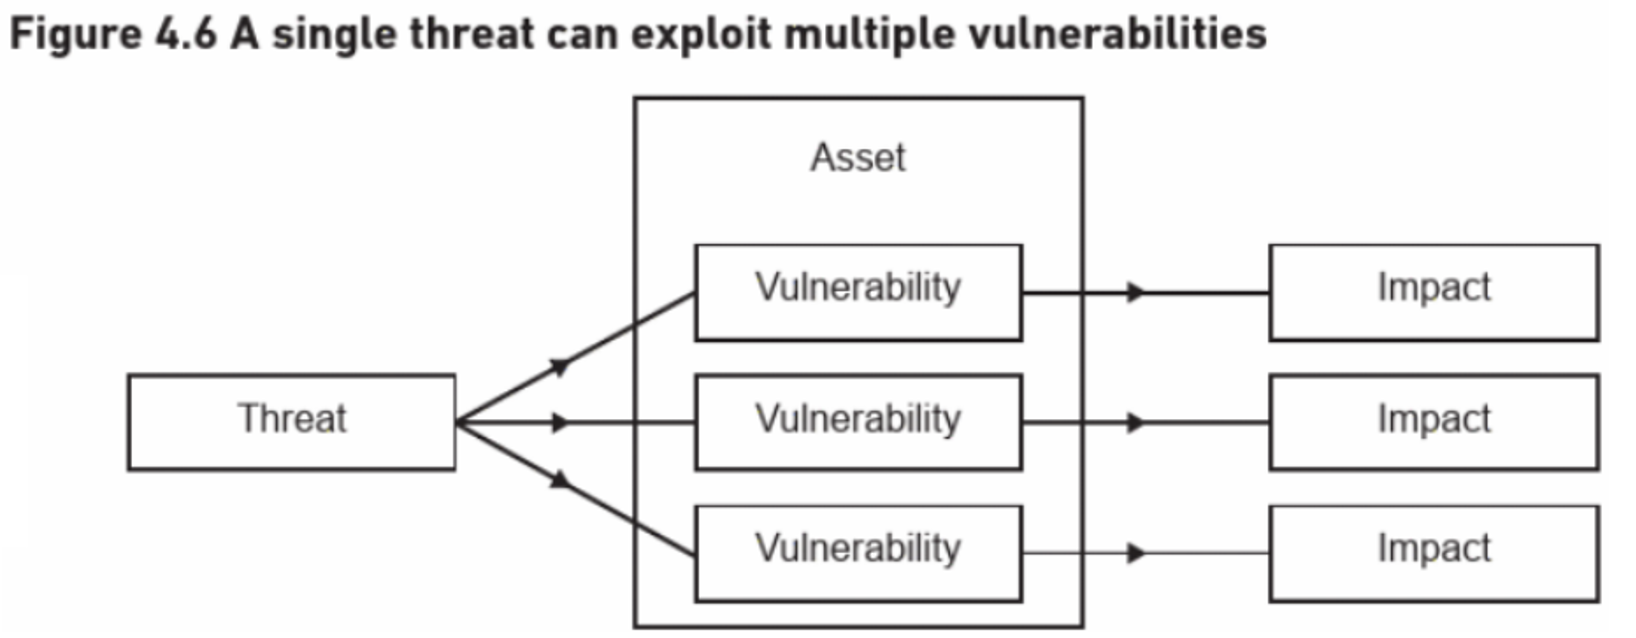 Figure 4.6 A single threat can exploit multiple vulnerabilities
Asset
Vulnerability
Impact
Threat
Vulnerability
Impact
Vulnerability
Impact